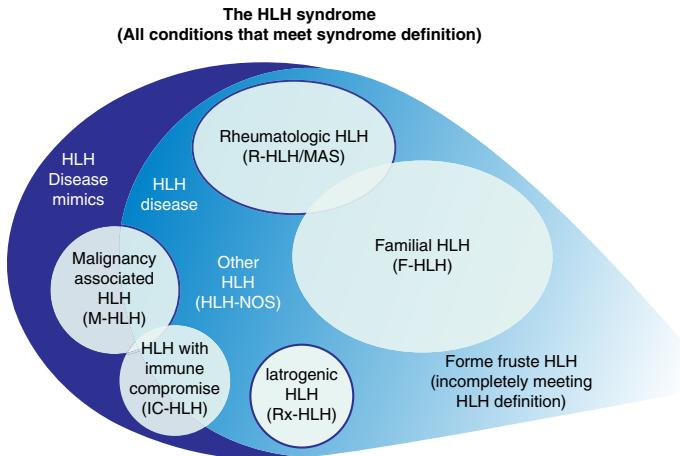 The HLH syndrome
(All conditions that meet syndrome definition)
Rheumatologic HLH
(R-HLH/MAS)
HLH
Disease
mimics
HLH
disease
Familial HLH
(F-HLH)
Malignancy
associated
HLH
(M-HLH)
Other
HLH
(HLH-NOS)
HLH with
immune
compromise
(IC-HLH)
Iatrogenic
HLH
(Rx-HLH)
Forme fruste HLH
(incompletely meeting
HLH definition)